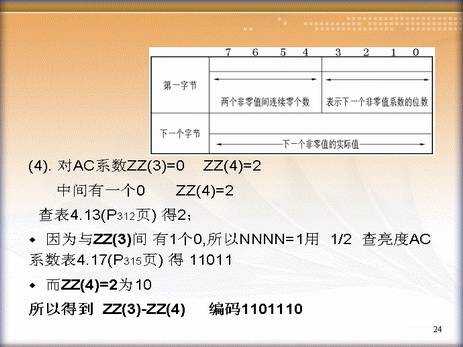 7 6 5 4 3 2 1 0
第一字节
两个非零值间连续零个数 表示下一个非零值系数的位数
下一个字节
下一个非零值的实际值
(4). 对AC系数ZZ(3)=0 ZZ(4)=2
中间有一个0 ZZ(4)=2
查表4.13(P312页) 得2;
◆ 因为与ZZ(3)间 有1个0,所以NNNN=1用 1/2 查亮度AC
系数表4.17(P315页) 得 11011
◆ 而ZZ(4)=2为10
所以得到 ZZ(3)-ZZ(4) 编码1101110
24